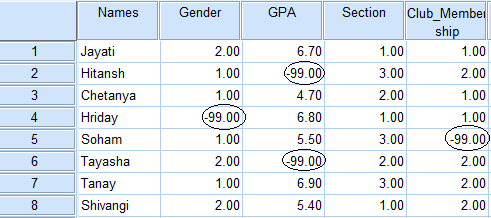 Names Gender GPA Section Club_Member
ship
1 Jayati 2.00 6.70 1.00 1.00
2 Hitansh 1.00 -99.00 3.00 2.00
3 Chetanya 1.00 4.70 2.00 1.00
4 Hriday -99.00 6.80 1.00 1.00
5 Soham 1.00 5.50 3.00 -99.00
6 Tayasha 2.00 -99.00 2.00 2.00
7 Tanay 1.00 6.90 3.00 2.00
8 Shivangi 2.00 5.40 1.00 2.00